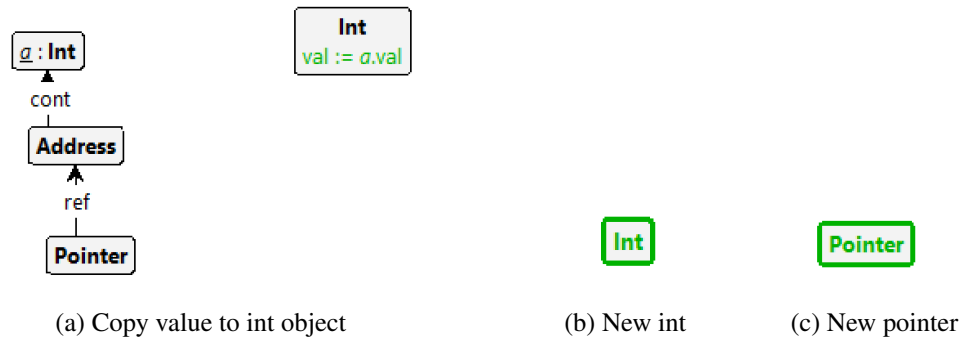 a : Int
cont
Address
ref
Pointer
Int
val := a.val
Int
Pointer
(a) Copy value to int object
(b) New int
(c) New pointer